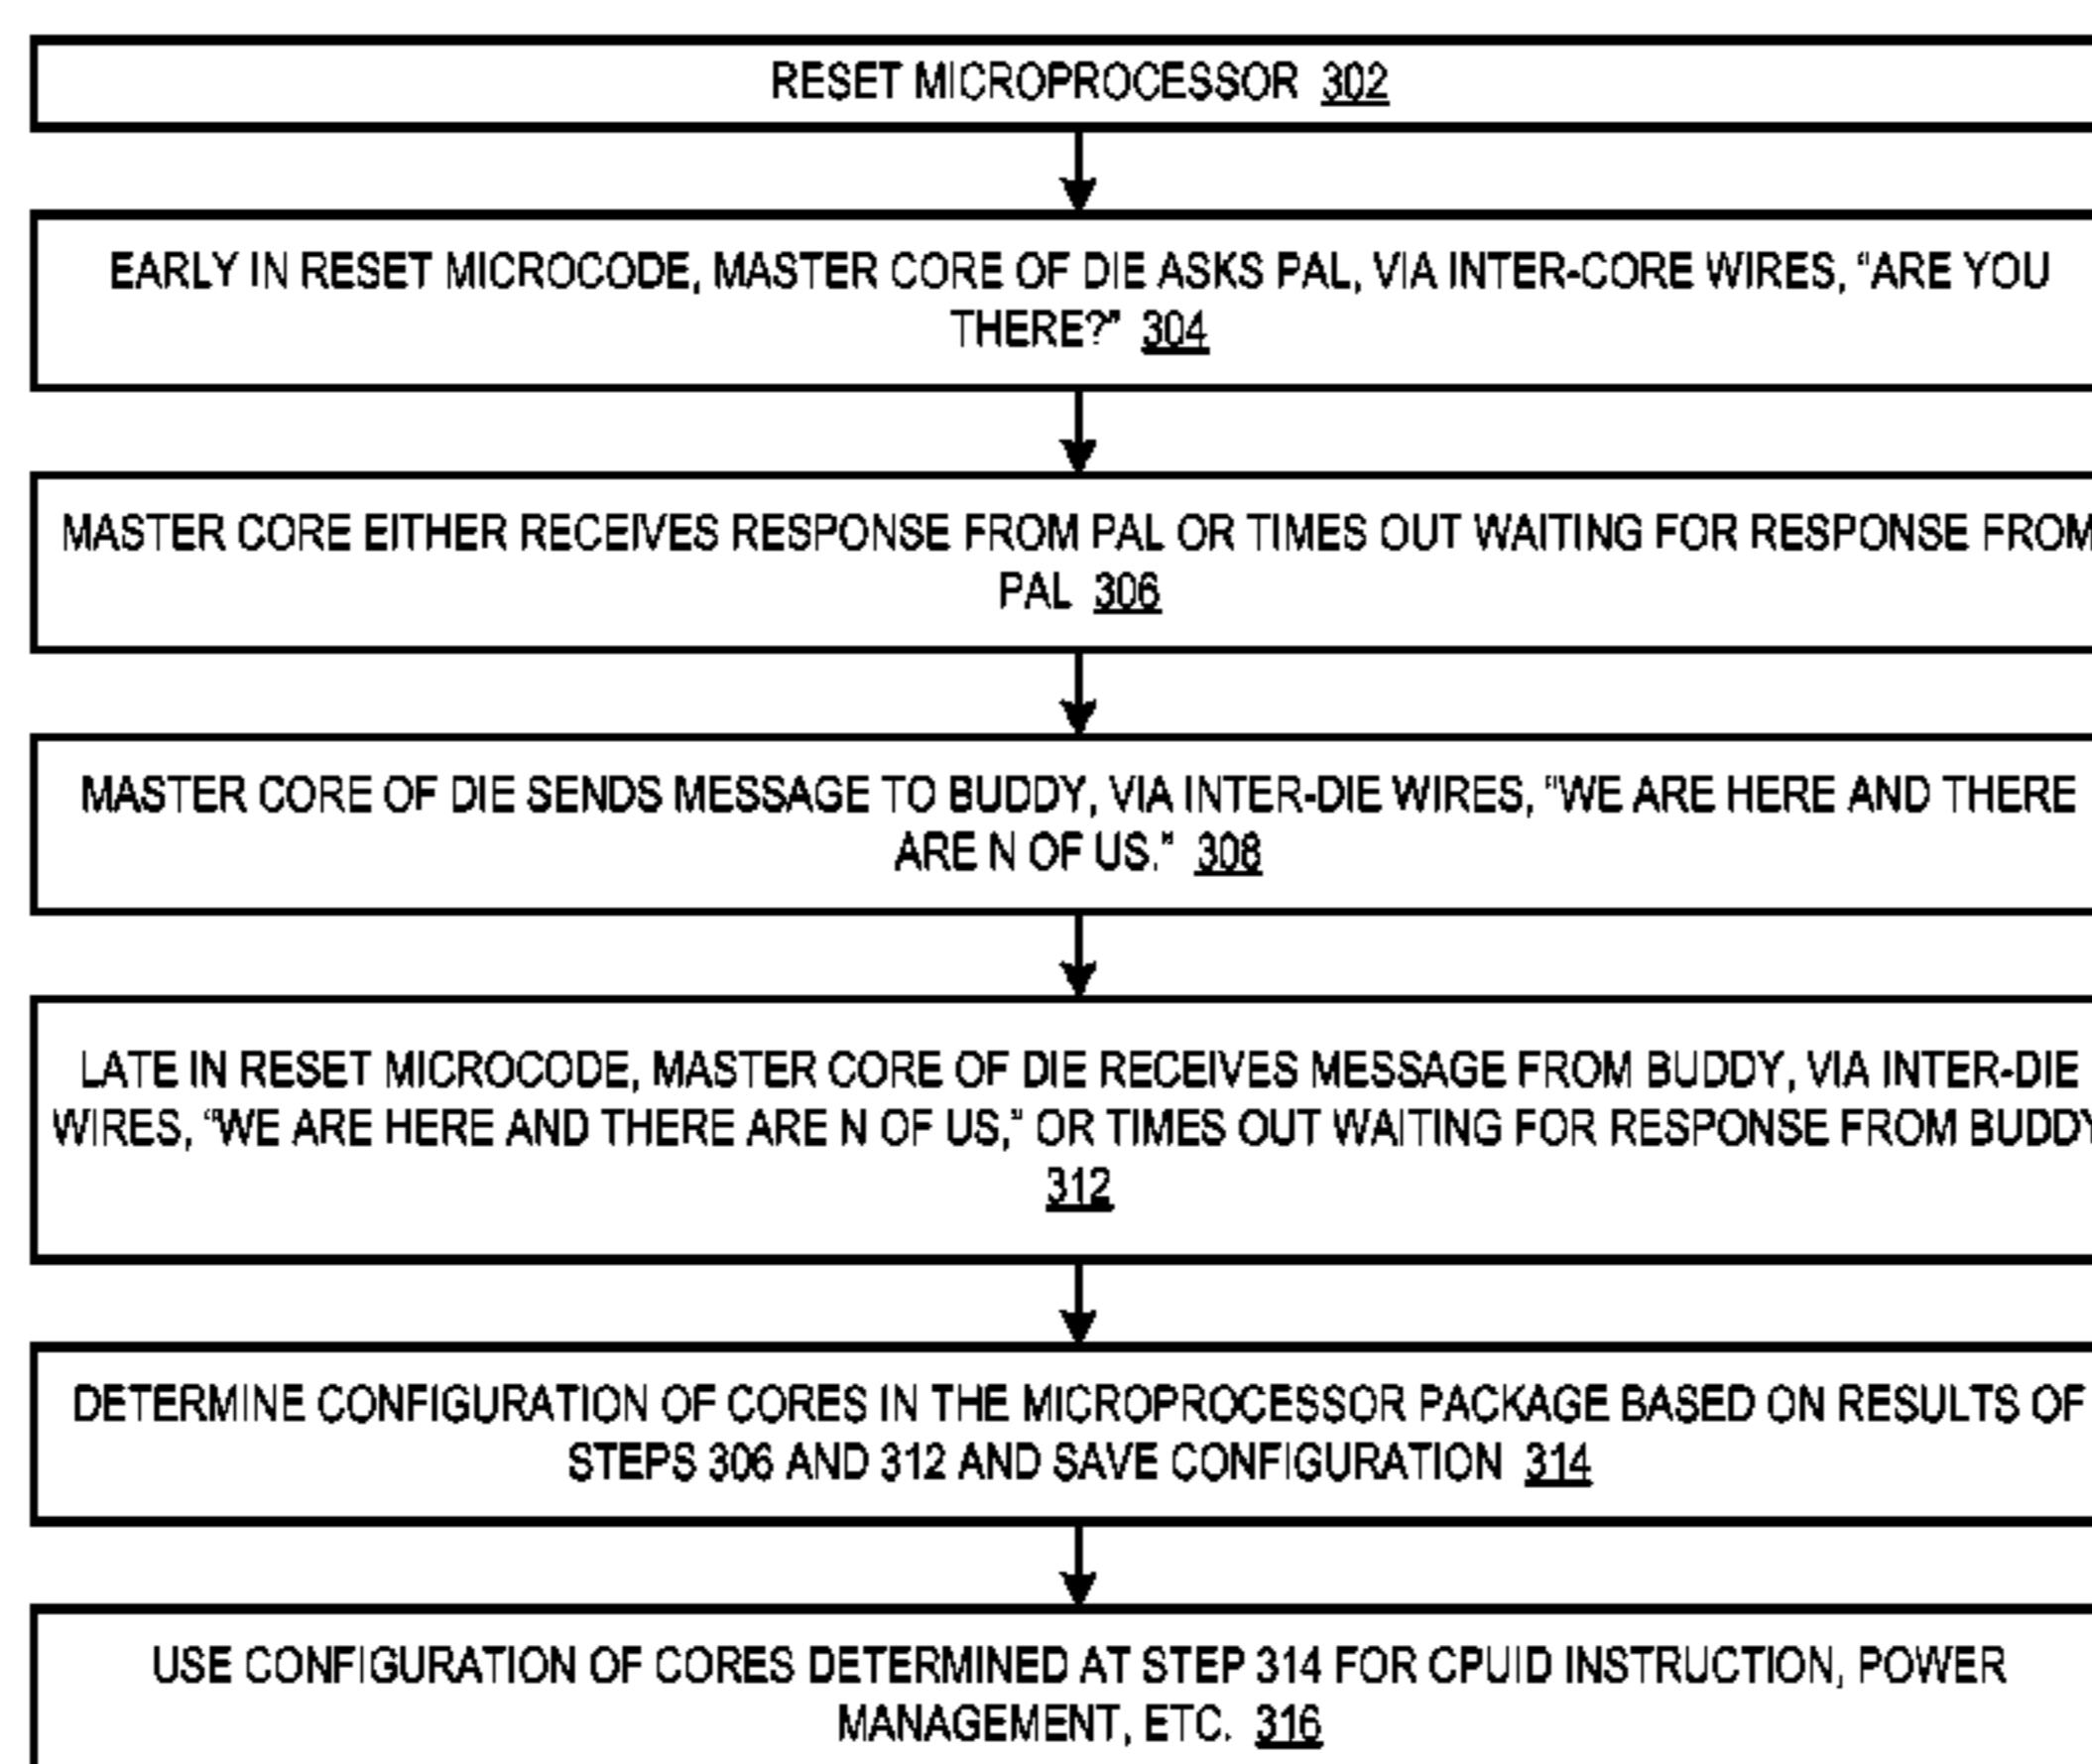 RESET MICROPROCESSOR 302
EARLY IN RESET MICROCODE, MASTER CORE OF DIE ASKS PAL, VIA INTER-CORE WIRES, “ARE YOU
THERE?” 304
MASTER CORE EITHER RECEIVES RESPONSE FROM PAL OR TIMES OUT WAITING FOR RESPONSE FROM
PAL 306
MASTER CORE OF DIE SENDS MESSAGE TO BUDDY, VIA INTER-DIE WIRES, “WE ARE HERE AND THERE
ARE N OF US.” 308
LATE IN RESET MICROCODE, MASTER CORE OF DIE RECEIVES MESSAGE FROM BUDDY, VIA INTER-DIE
WIRES, “WE ARE HERE AND THERE ARE N OF US,” OR TIMES OUT WAITING FOR RESPONSE FROM BUDDY
312
DETERMINE CONFIGURATION OF CORES IN THE MICROPROCESSOR PACKAGE BASED ON RESULTS OF
STEPS 306 AND 312 AND SAVE CONFIGURATION 314
USE CONFIGURATION OF CORES DETERMINED AT STEP 314 FOR CPUID INSTRUCTION, POWER
MANAGEMENT, ETC. 316